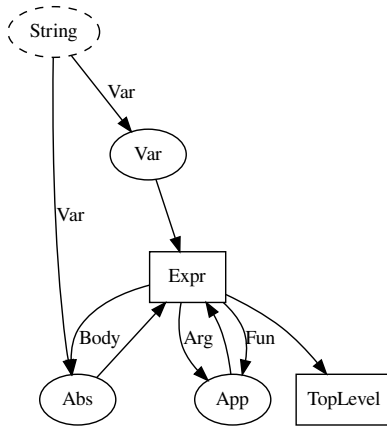 String
Var
Var
Var
Expr
Body
Arg
Fun
Abs
App
TopLevel